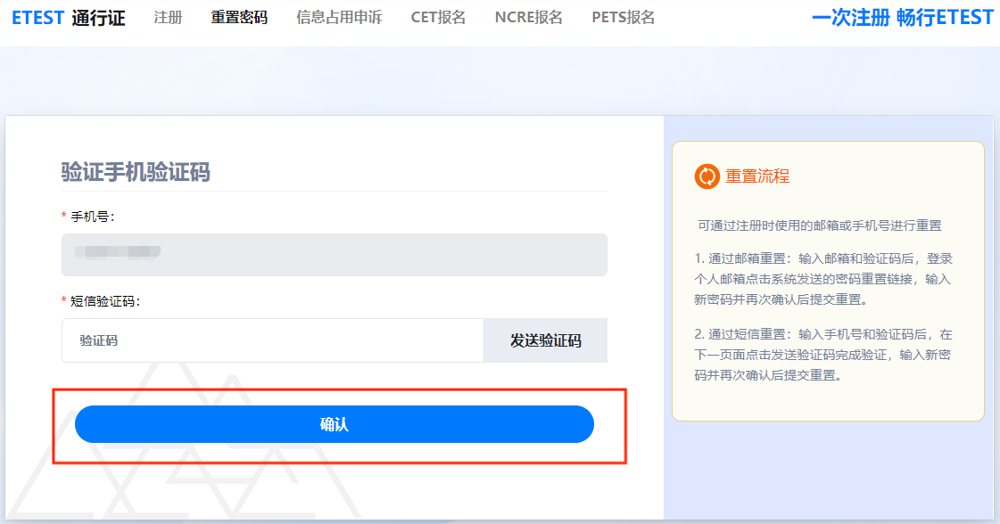 ETEST 通行证 注册 重置密码 信息占用申诉 CET报名 NCRE报名 PETS报名 一次注册 畅行ETEST
验证手机验证码
* 手机号：
* 短信验证码：
验证码 发送验证码
确认
重置流程
可通过注册时使用的邮箱或手机号进行重置
1. 通过邮箱重置：输入邮箱和验证码后，登录
个人邮箱点击系统发送的密码重置链接，输入
新密码并再次确认后提交重置。
2. 通过短信重置：输入手机号和验证码后，在
下一页面点击发送验证码完成验证，输入新密
码并再次确认后提交重置。